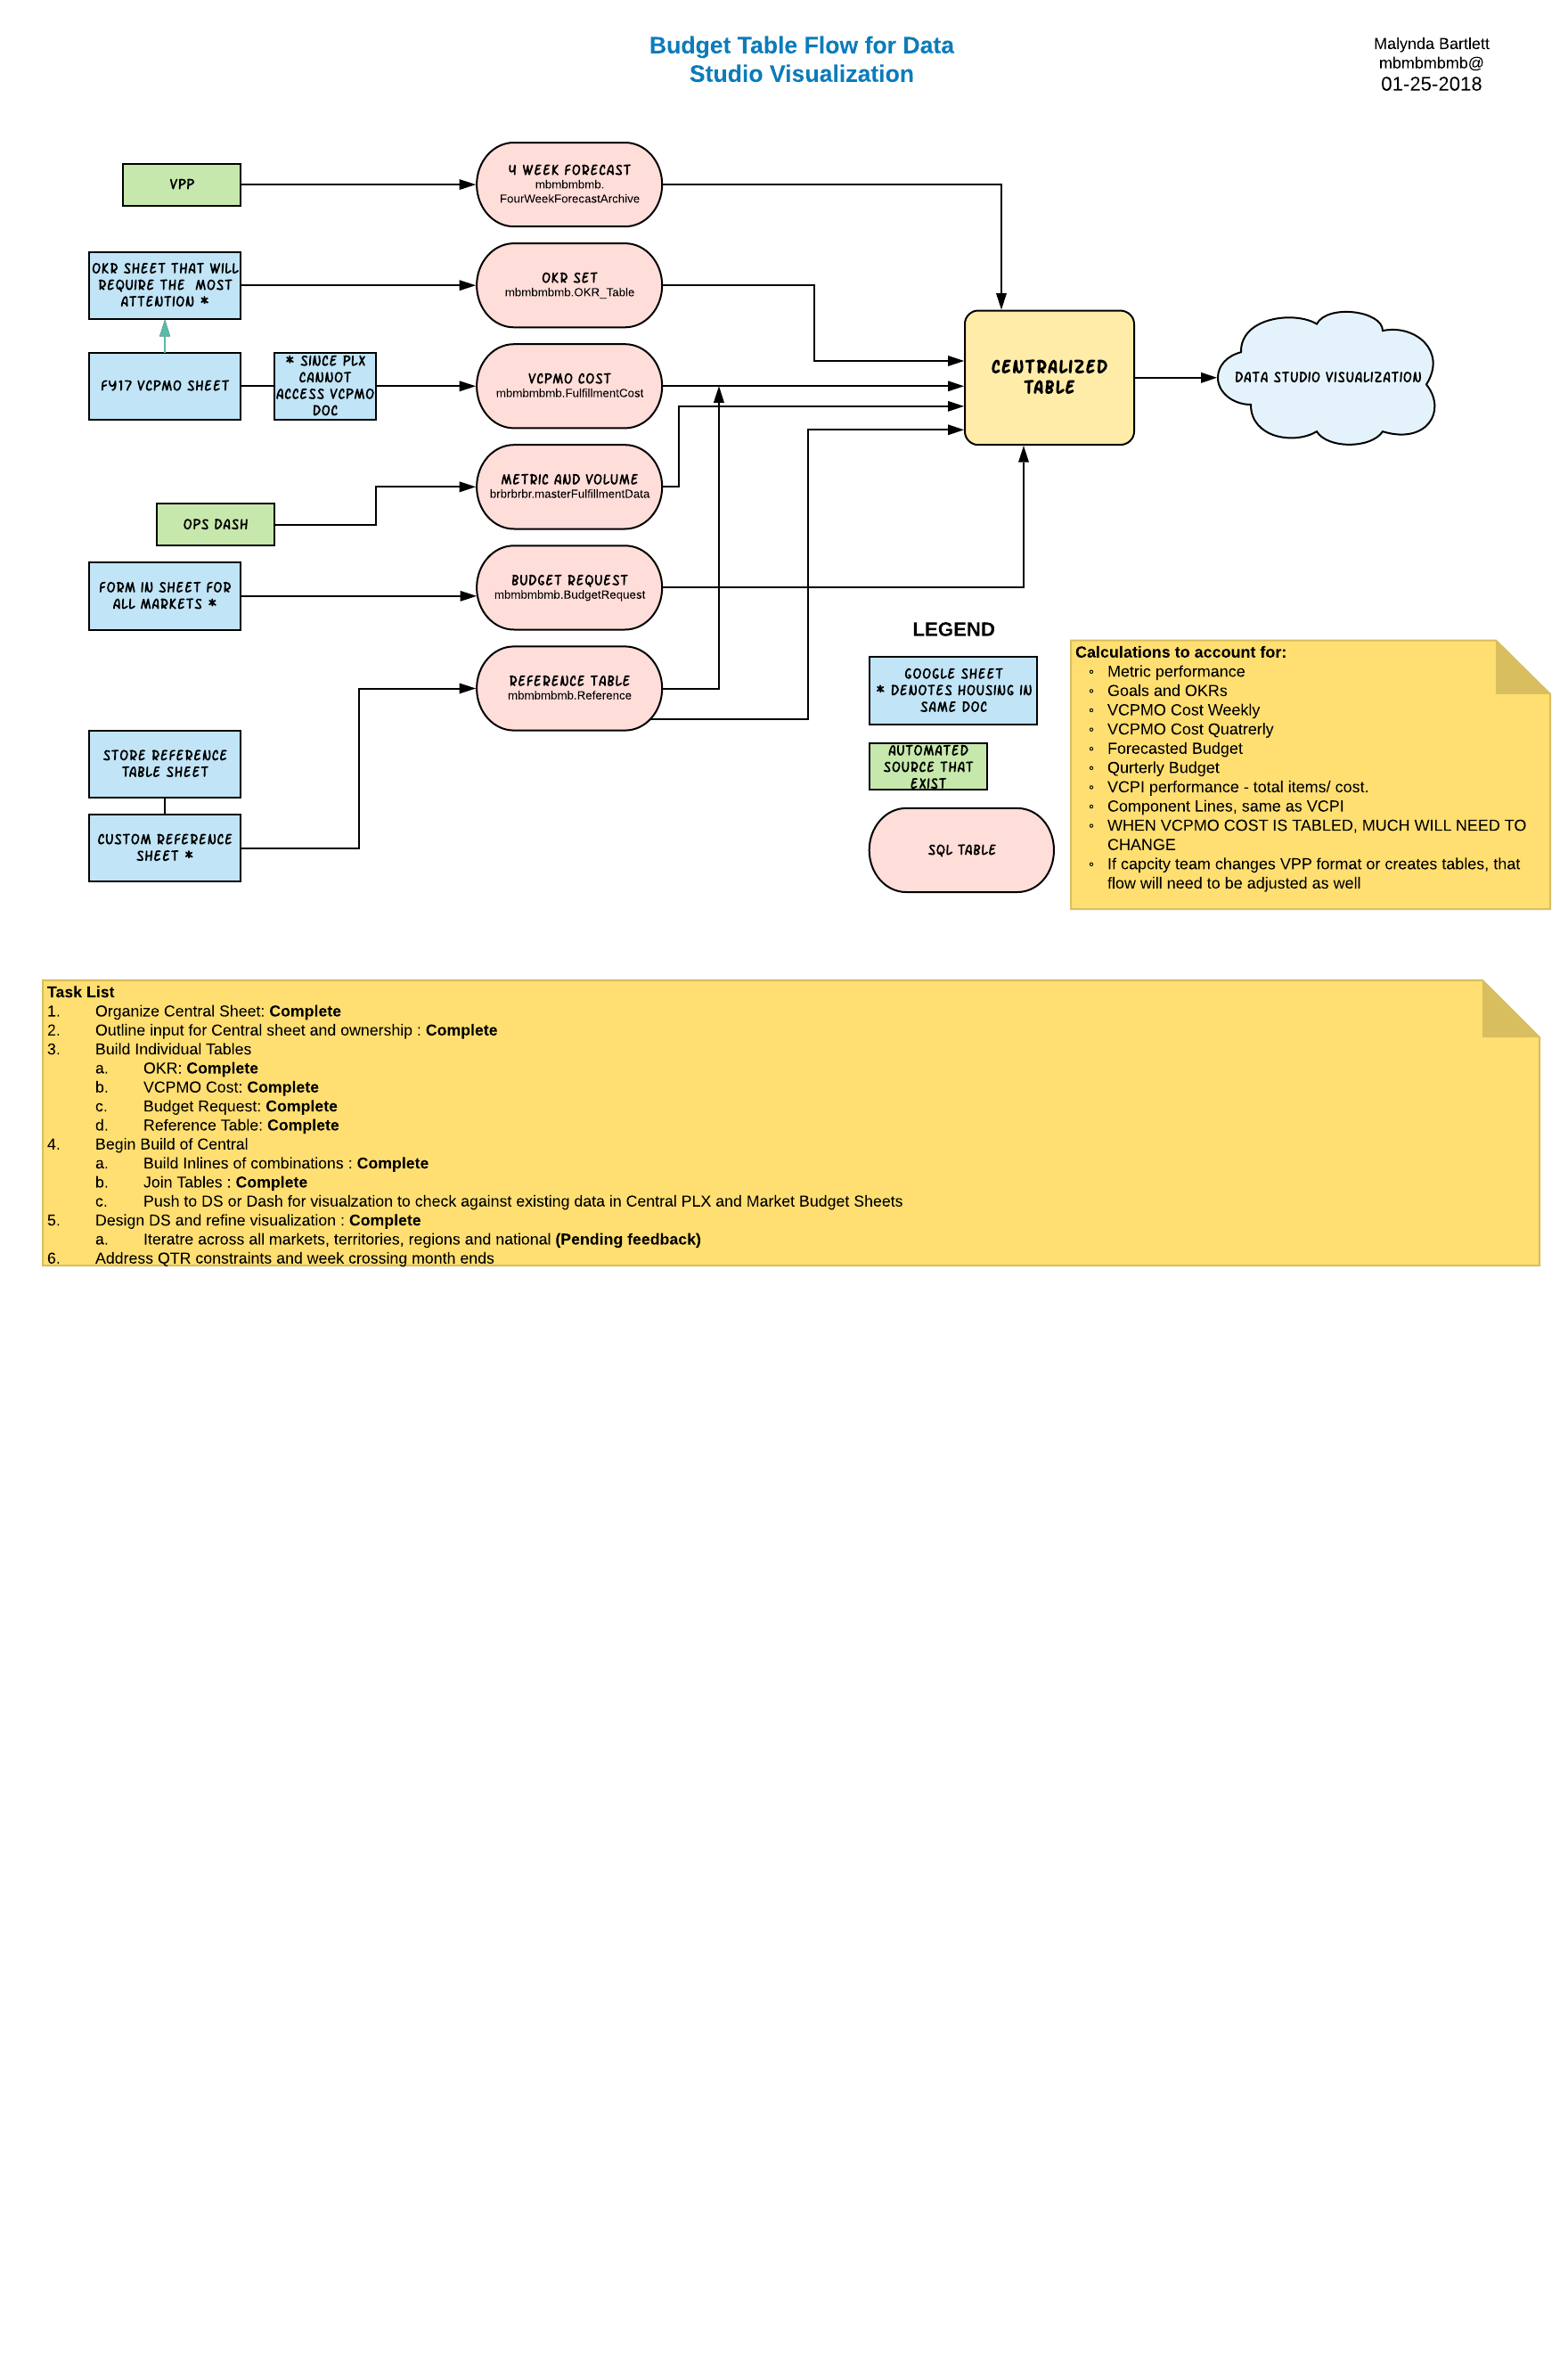 Budget Table Flow for Data
Studio Visualization
Malynda Bartlett
mbmbmbmb@
01-25-2018
VPP
4 WEEK FORECAST
mbmbmbmb.
FourWeekForecastArchive
OKR SHEET THAT WILL
REQUIRE THE MOST
ATTENTION *
OKR SET
mbmbmbmb.OKR_Table
FY17 VCPMO SHEET
* SINCE PLX
CANNOT
ACCESS VCPMO
DOC
VCPMO COST
mbmbmbmb.FulfillmentCost
CENTRALIZED
TABLE
DATA STUDIO VISUALIZATION
METRIC AND VOLUME
brbrbrbr.masterFulfillmentData
OPS DASH
FORM IN SHEET FOR
ALL MARKETS *
BUDGET REQUEST
mbmbmbmb.BudgetRequest
REFERENCE TABLE
mbmbmbmb.Reference
STORE REFERENCE
TABLE SHEET
CUSTOM REFERENCE
SHEET *
LEGEND
GOOGLE SHEET
* DENOTES HOUSING IN
SAME DOC
AUTOMATED
SOURCE THAT
EXIST
SQL TABLE
Calculations to account for:
◦ Metric performance
◦ Goals and OKRs
◦ VCPMO Cost Weekly
◦ VCPMO Cost Quatrerly
◦ Forecasted Budget
◦ Qurterly Budget
◦ VCPI performance - total items/ cost.
◦ Component Lines, same as VCPI
◦ WHEN VCPMO COST IS TABLED, MUCH WILL NEED TO
CHANGE
◦ If capcity team changes VPP format or creates tables, that
flow will need to be adjusted as well
Task List
1. Organize Central Sheet: Complete
2. Outline input for Central sheet and ownership : Complete
3. Build Individual Tables
a. OKR: Complete
b. VCPMO Cost: Complete
c. Budget Request: Complete
d. Reference Table: Complete
4. Begin Build of Central
a. Build Inlines of combinations : Complete
b. Join Tables : Complete
c. Push to DS or Dash for visualzation to check against existing data in Central PLX and Market Budget Sheets
5. Design DS and refine visualization : Complete
a. Iteratre across all markets, territories, regions and national (Pending feedback)
6. Address QTR constraints and week crossing month ends